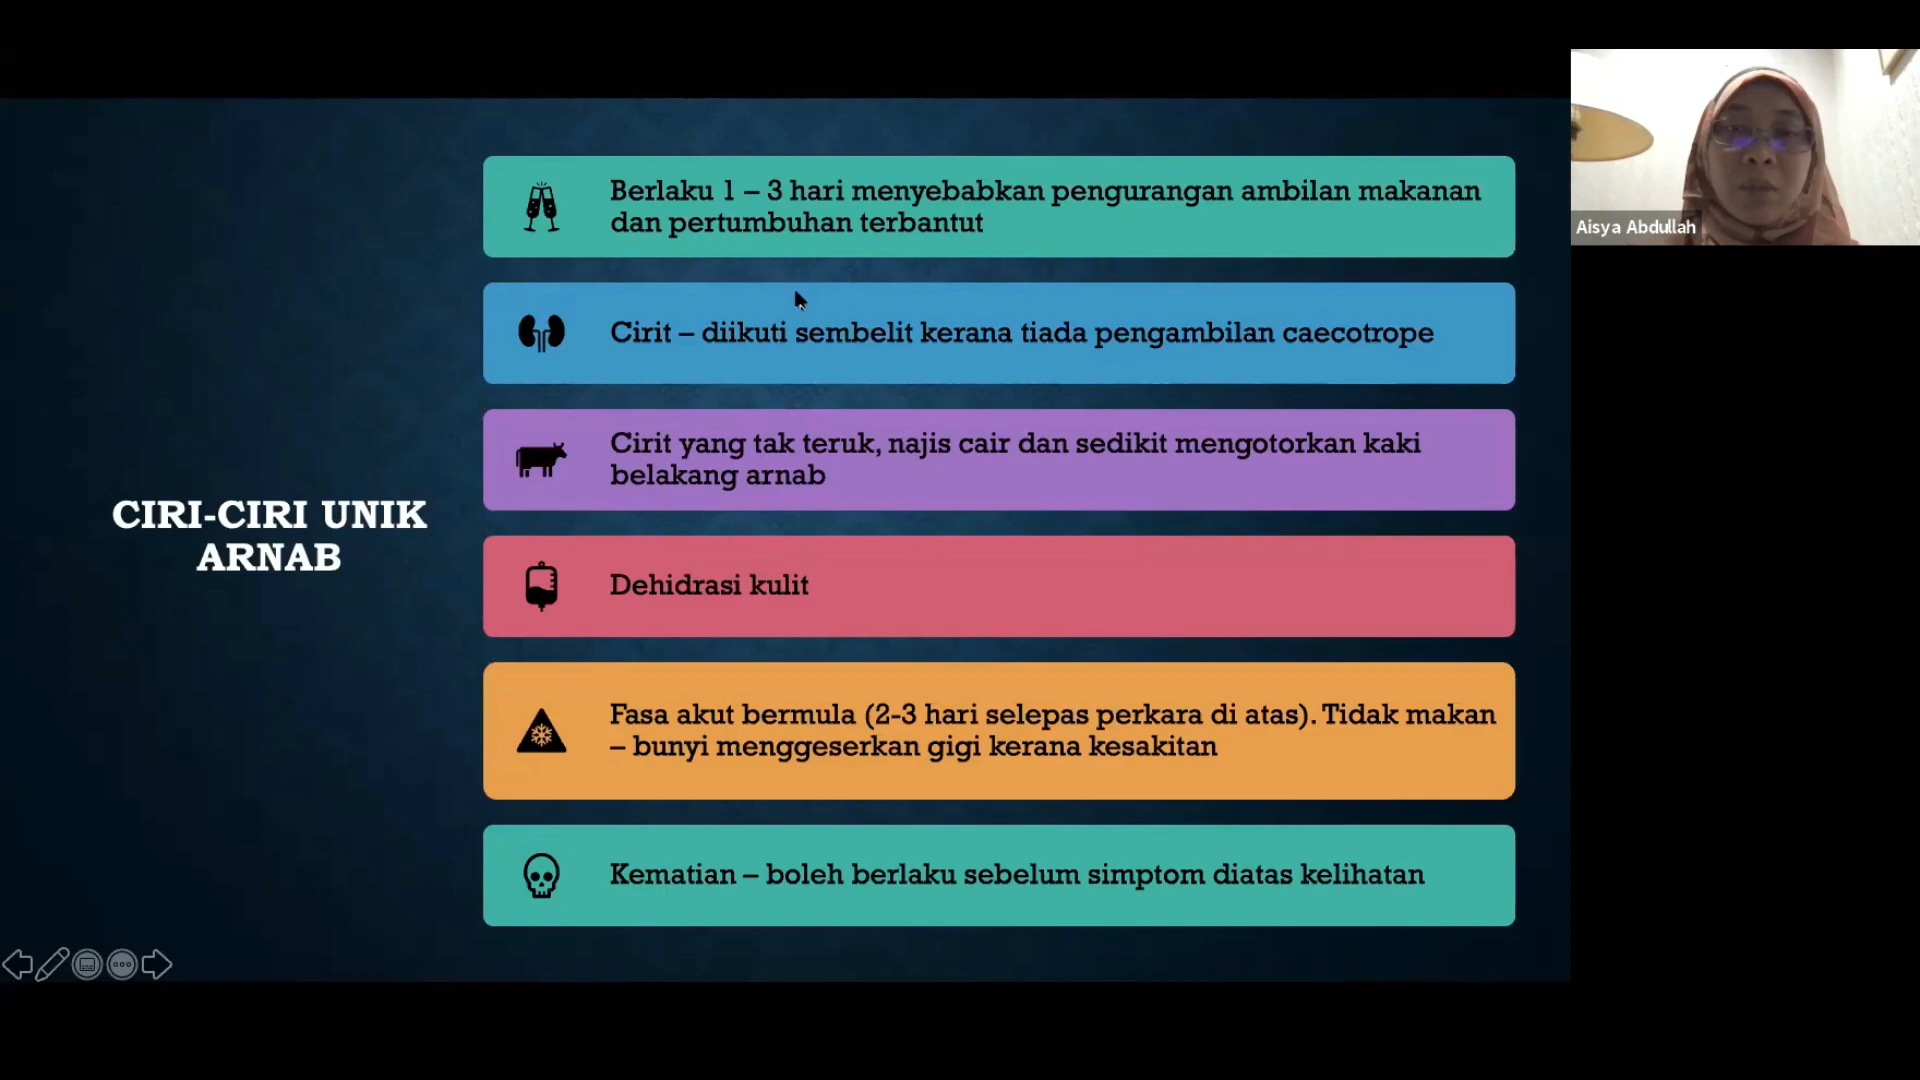 CIRI-CIRI UNIK
ARNAB
Berlaku 1 – 3 hari menyebabkan pengurangan ambilan makanan
dan pertumbuhan terbantut
Cirit – diikuti sembelit kerana tiada pengambilan caecotrope
Cirit yang tak teruk, najis cair dan sedikit mengotorkan kaki
belakang arnab
Dehidrasi kulit
Fasa akut bermula (2-3 hari selepas perkara di atas). Tidak makan
– bunyi menggeserkan gigi kerana kesakitan
Kematian – boleh berlaku sebelum simptom diatas kelihatan
Aisya Abdullah